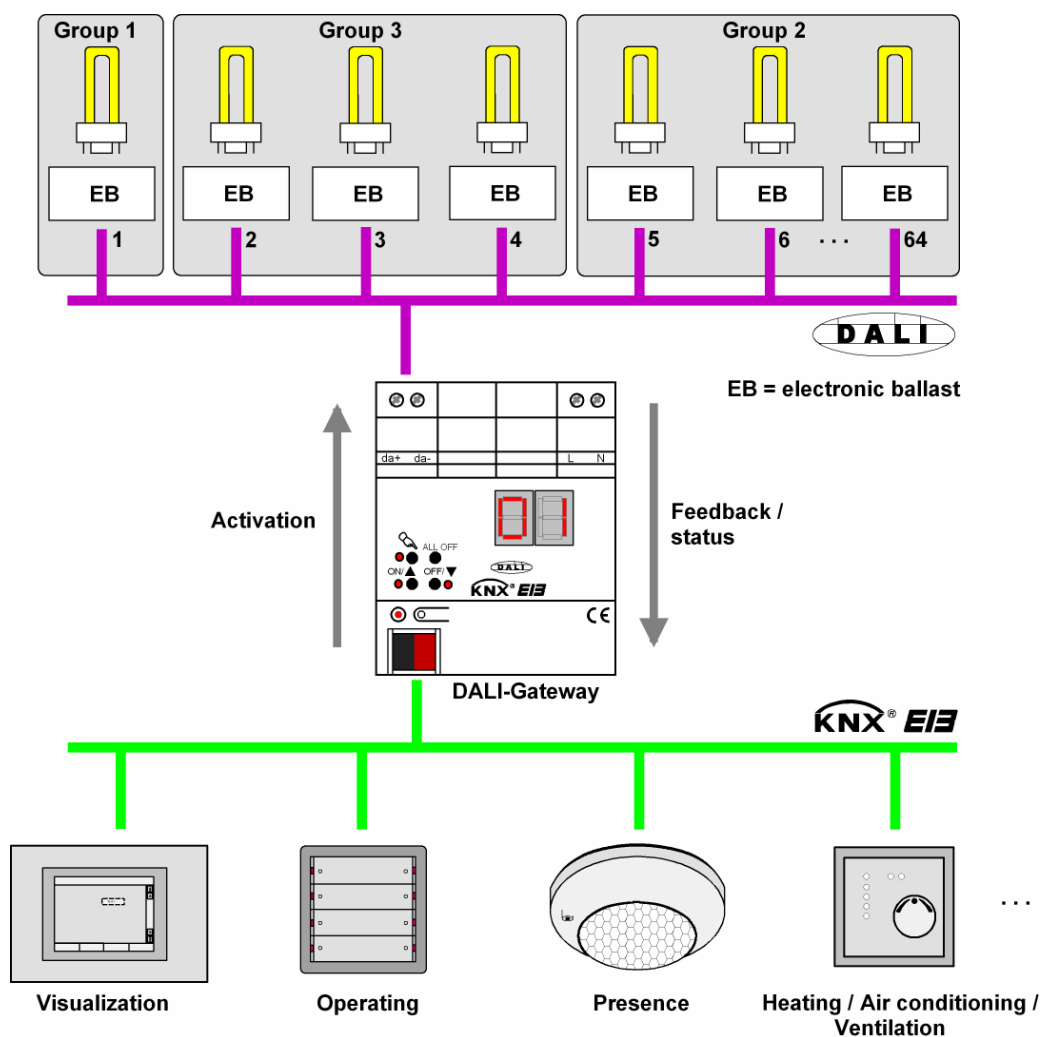 Group 1
Group 3
Group 2
EB
EB
EB
EB
EB
EB
EB
1
2
3
4
5
6
. . .
64
DALI
EB = electronic ballast
da+ da-
L N
Activation
Feedback /
status
ALL OFF
ON/▲ OFF/▼
DALI
KNX® EIB
CE
DALI-Gateway
KNX® EIB
. . .
Visualization
Operating
Presence
Heating / Air conditioning /
Ventilation